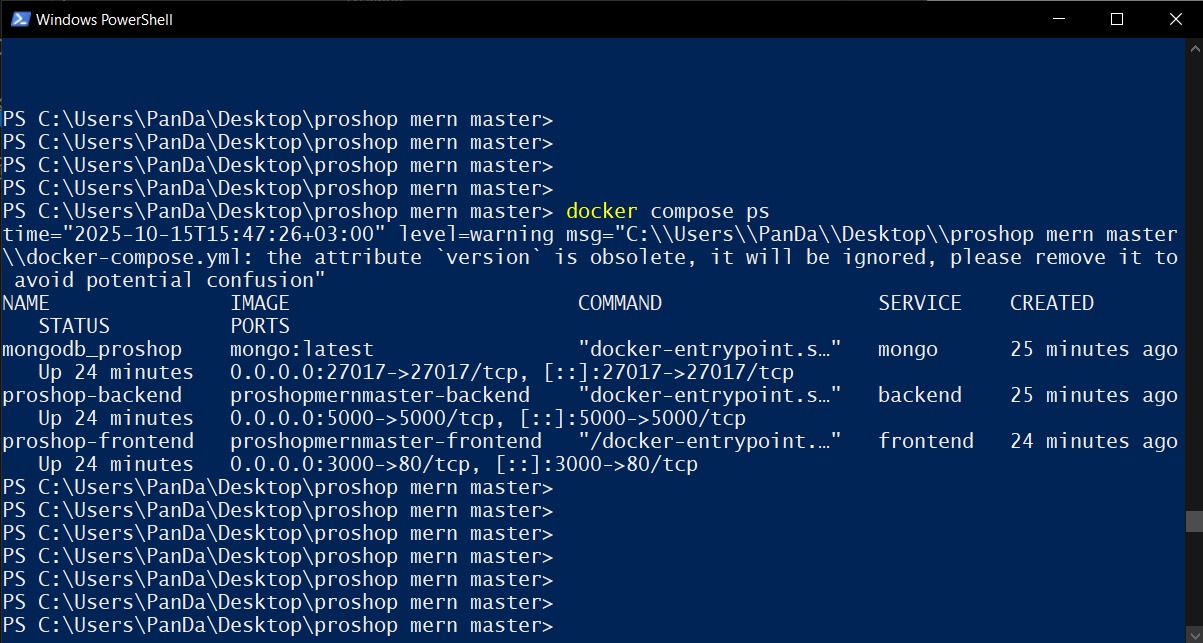 Windows PowerShell
PS C:\Users\PanDa\Desktop\proshop mern master>
PS C:\Users\PanDa\Desktop\proshop mern master>
PS C:\Users\PanDa\Desktop\proshop mern master>
PS C:\Users\PanDa\Desktop\proshop mern master>
PS C:\Users\PanDa\Desktop\proshop mern master> docker compose ps
time="2025-10-15T15:47:26+03:00" level=warning msg="C:\\Users\\PanDa\\Desktop\\proshop mern master
\\docker-compose.yml: the attribute `version` is obsolete, it will be ignored, please remove it to
 avoid potential confusion"
NAME               IMAGE                        COMMAND                  SERVICE    CREATED
   STATUS          PORTS
mongodb_proshop    mongo:latest                 "docker-entrypoint.s…"   mongo      25 minutes ago
   Up 24 minutes   0.0.0.0:27017->27017/tcp, [::]:27017->27017/tcp
proshop-backend    proshopmernmaster-backend    "docker-entrypoint.s…"   backend    25 minutes ago
   Up 24 minutes   0.0.0.0:5000->5000/tcp, [::]:5000->5000/tcp
proshop-frontend   proshopmernmaster-frontend   "/docker-entrypoint.…"   frontend   24 minutes ago
   Up 24 minutes   0.0.0.0:3000->80/tcp, [::]:3000->80/tcp
PS C:\Users\PanDa\Desktop\proshop mern master>
PS C:\Users\PanDa\Desktop\proshop mern master>
PS C:\Users\PanDa\Desktop\proshop mern master>
PS C:\Users\PanDa\Desktop\proshop mern master>
PS C:\Users\PanDa\Desktop\proshop mern master>
PS C:\Users\PanDa\Desktop\proshop mern master>
PS C:\Users\PanDa\Desktop\proshop mern master>